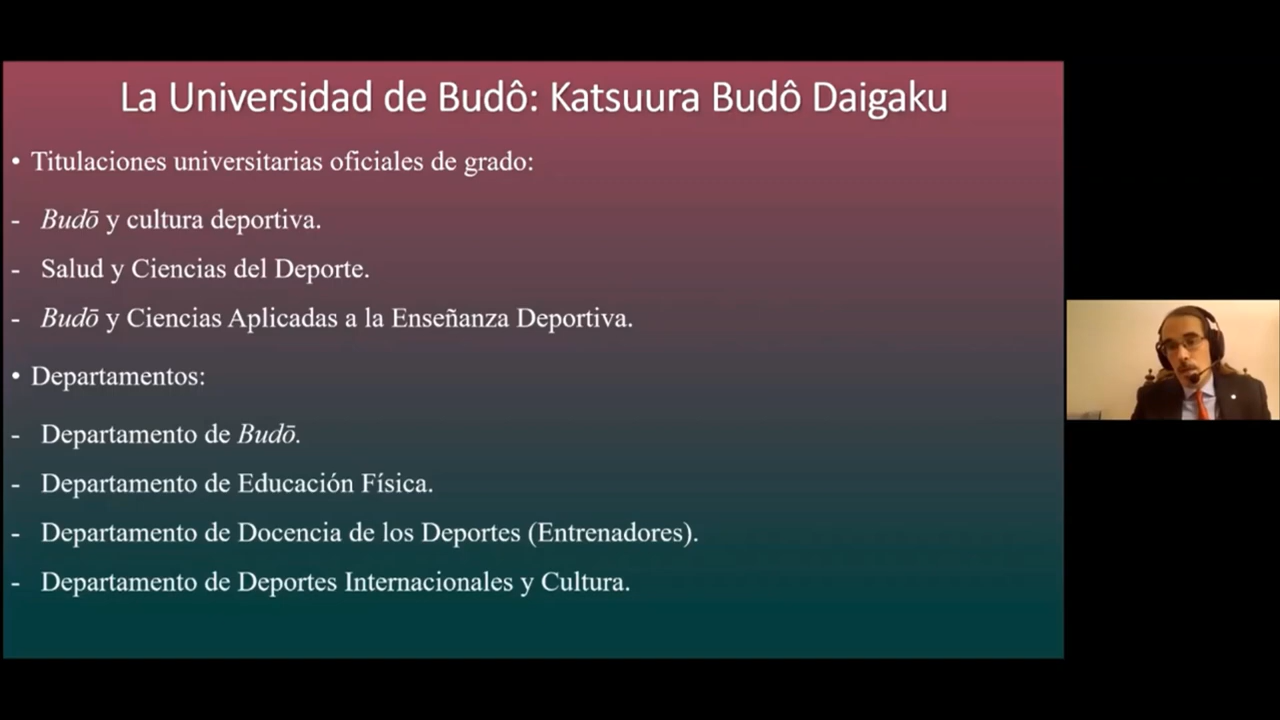 La Universidad de Budô: Katsuura Budô Daigaku
• Titulaciones universitarias oficiales de grado:
- Budō y cultura deportiva.
- Salud y Ciencias del Deporte.
- Budō y Ciencias Aplicadas a la Enseñanza Deportiva.
• Departamentos:
- Departamento de Budō.
- Departamento de Educación Física.
- Departamento de Docencia de los Deportes (Entrenadores).
- Departamento de Deportes Internacionales y Cultura.